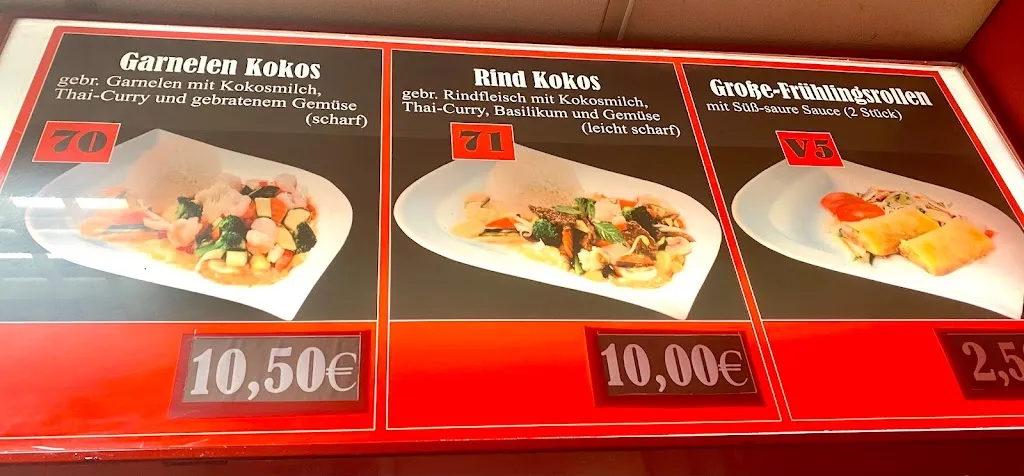 Garnelen Kokos
gebr. Garnelen mit Kokosmilch,
Thai-Curry und gebratenem Gemüse
(scharf)
70
10,50€
Rind Kokos
gebr. Rindfleisch mit Kokosmilch,
Thai-Curry, Basilikum und Gemüse
(leicht scharf)
71
10,00€
Große-Frühlingsrollen
mit Süß-saure Sauce (2 Stück)
V5
2,5